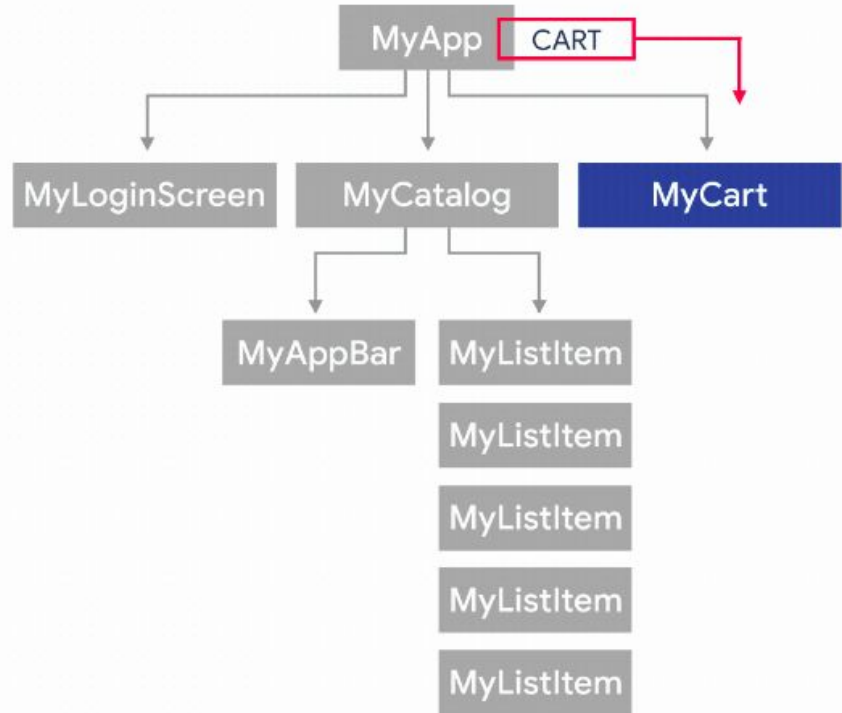 MyApp
CART
MyLoginScreen
MyCatalog
MyCart
MyAppBar
MyListItem
MyListItem
MyListItem
MyListItem
MyListItem